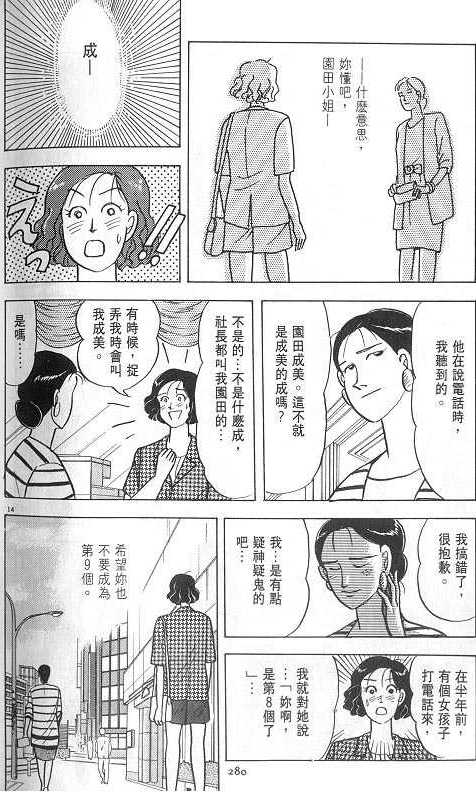 ——什麼意思，
妳懂吧，
園田小姐—
成—
えっ
!!
他在說電話時，
我聽到的。
園田成美。這不就
是成美的成嗎？
不是的…不是什麼成，
社長都叫我園田的…
有時候，捉
弄我時會叫
我成美。
是嗎……
14
我搞錯了，
很抱歉。
我…是有點
疑神疑鬼的
吧…
在半年前，
有個女孩子
打電話來，
我就對她說
…「妳啊，
是第8個了
」…
希望妳也
不要成為
第9個。
280